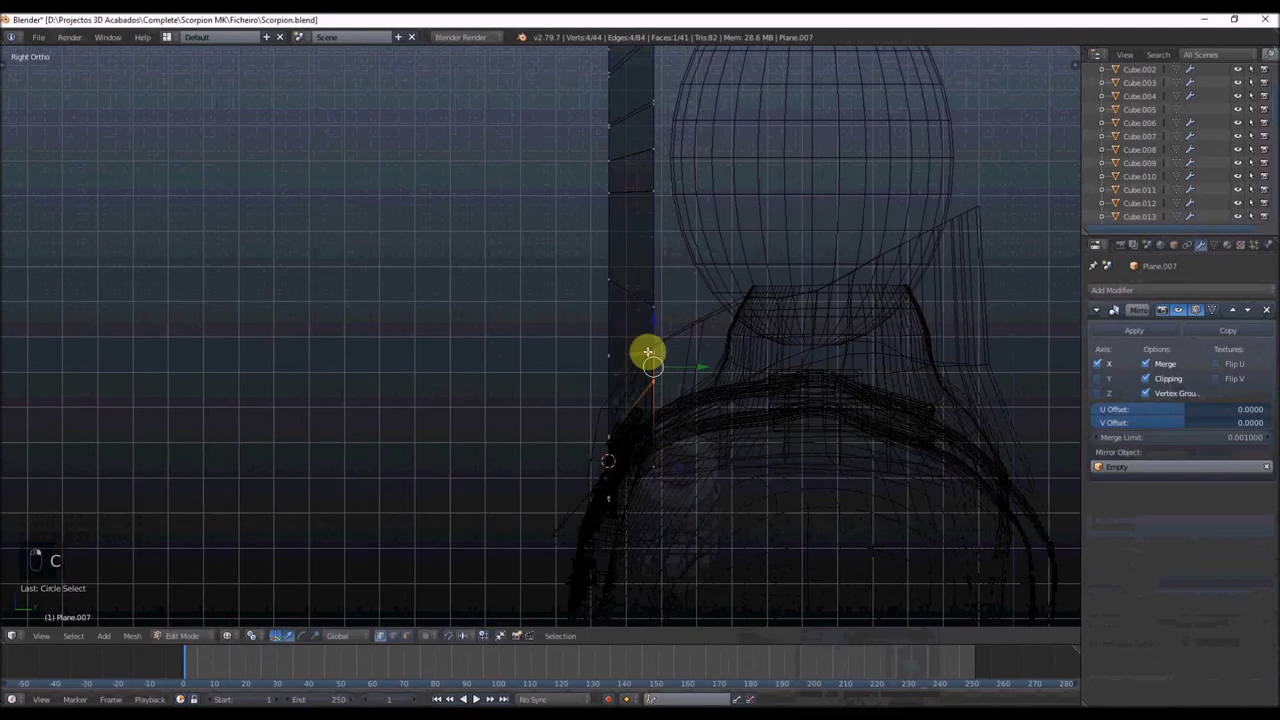 Blender* [D:\Projectos 3D Acabados\Complete\Scorpion MK\Ficheiro\Scorpion.blend]
File Render Window Help Default Scene Blender Render v2.79.7 | Verts:4/44 | Edges:4/84 | Faces:1/41 | Tris:82 | Mem: 28.6 MB | Plane.007
View Search All Scenes
Right Ortho
Cube.002
Cube.003
Cube.004
Cube.005
Cube.006
Cube.007
Cube.008
Cube.009
Cube.010
Cube.011
Cube.012
Cube.013
Plane.007
Add Modifier
Mirro
Apply Copy
Axis: Options: Textures:
X Merge Flip U
Y Clipping Flip V
Z Vertex Grou..
U Offset: 0.0000
V Offset: 0.0000
Merge Limit: 0.001000
Mirror Object:
Empty
C
Last: Circle Select
(1) Plane.007
View Select Add Mesh Edit Mode Global Selection
-50 -40 -30 -20 -10 0 10 20 30 40 50 60 70 80 90 100 110 120 130 140 150 160 170 180 190 200 210 220 230 240 250 260 270 280
View Marker Frame Playback Start: 1 End: 250 1 No Sync